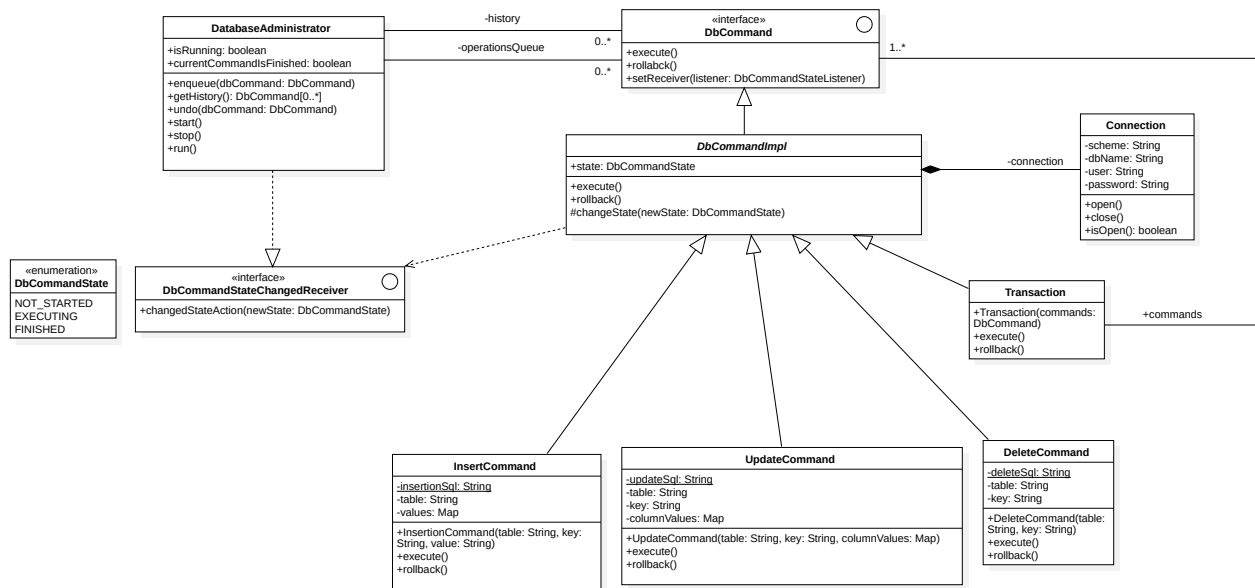 DatabaseAdministrator
+isRunning: boolean
+currentCommandIsFinished: boolean
+enqueue(dbCommand: DbCommand)
+getHistory(): DbCommand[0..*]
+undo(dbCommand: DbCommand)
+start()
+stop()
+run()
-history
0..*
-operationsQueue
0..*
«interface»
DbCommand
+execute()
+rollabck()
+setReceiver(listener: DbCommandStateListener)
1..*
DbCommandImpl
+state: DbCommandState
+execute()
+rollback()
#changeState(newState: DbCommandState)
-connection
Connection
-scheme: String
-dbName: String
-user: String
-password: String
+open()
+close()
+isOpen(): boolean
«enumeration»
DbCommandState
NOT_STARTED
EXECUTING
FINISHED
«interface»
DbCommandStateChangedReceiver
+changedStateAction(newState: DbCommandState)
Transaction
+Transaction(commands:
DbCommand)
+execute()
+rollback()
+commands
InsertCommand
-insertionSql: String
-table: String
-values: Map
+InsertionCommand(table: String, key:
String, value: String)
+execute()
+rollback()
UpdateCommand
-updateSql: String
-table: String
-key: String
-columnValues: Map
+UpdateCommand(table: String, key: String, columnValues: Map)
+execute()
+rollback()
DeleteCommand
-deleteSql: String
-table: String
-key: String
+DeleteCommand(table:
String, key: String)
+execute()
+rollback()